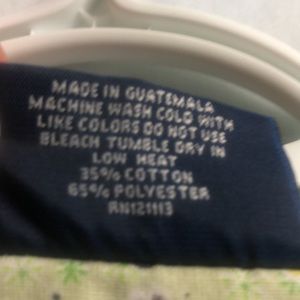 MADE IN GUATEMALA
MACHINE WASH COLD WITH
LIKE COLORS DO NOT USE
BLEACH TUMBLE DRY IN
LOW HEAT
35% COTTON
65% POLYESTER
RN121113